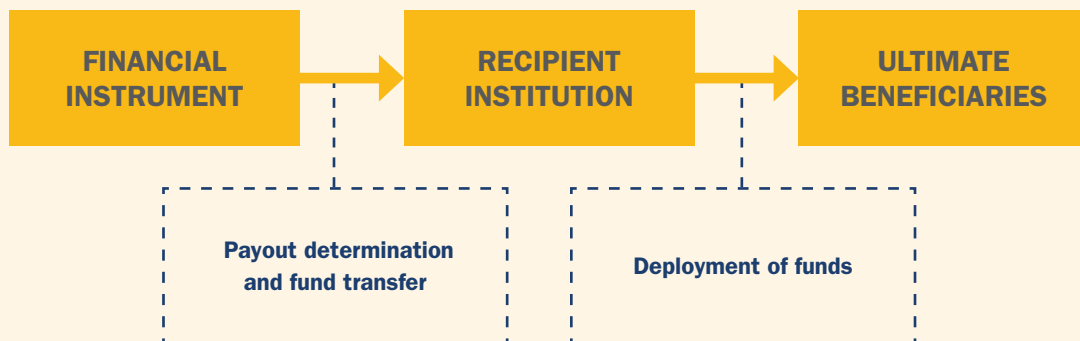 FINANCIAL
INSTRUMENT
RECIPIENT
INSTITUTION
ULTIMATE
BENEFICIARIES
Payout determination
and fund transfer
Deployment of funds